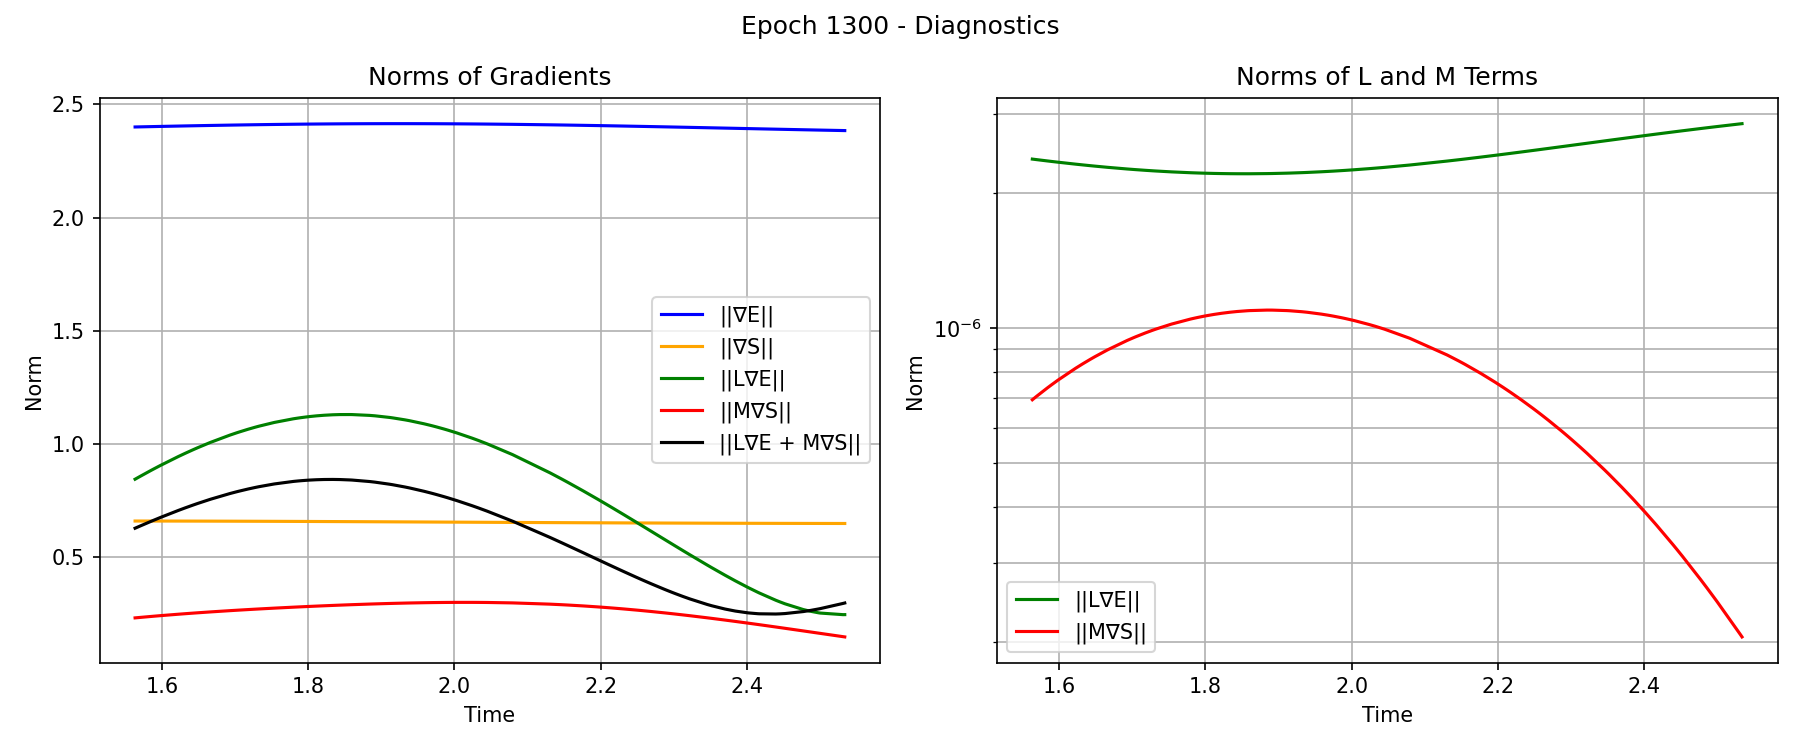 Epoch 1300 - Diagnostics
Norms of Gradients
2.5
2.0
1.5
1.0
0.5
Norm
1.6
1.8
2.0
2.2
2.4
Time
||∇E||
||∇S||
||L∇E||
||M∇S||
||L∇E + M∇S||
Norms of L and M Terms
10⁻⁶
Norm
1.6
1.8
2.0
2.2
2.4
Time
||L∇E||
||M∇S||